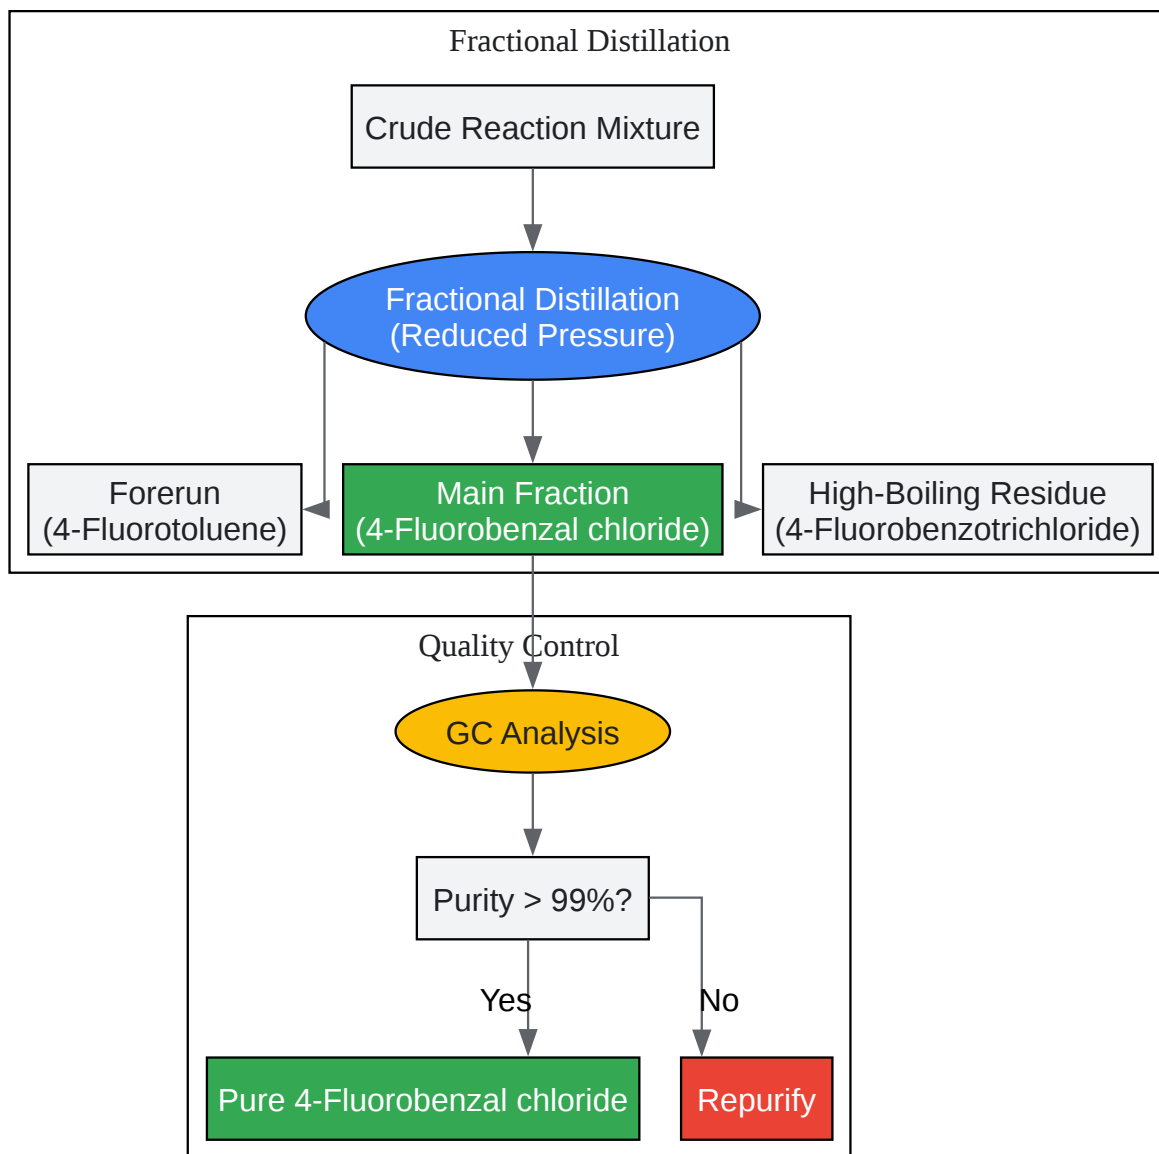 Fractional Distillation
Crude Reaction Mixture
Fractional Distillation
(Reduced Pressure)
Forerun
(4-Fluorotoluene)
Main Fraction
(4-Fluorobenzal chloride)
High-Boiling Residue
(4-Fluorobenzotrichloride)
Quality Control
GC Analysis
Purity > 99%?
Yes
No
Pure 4-Fluorobenzal chloride
Repurify